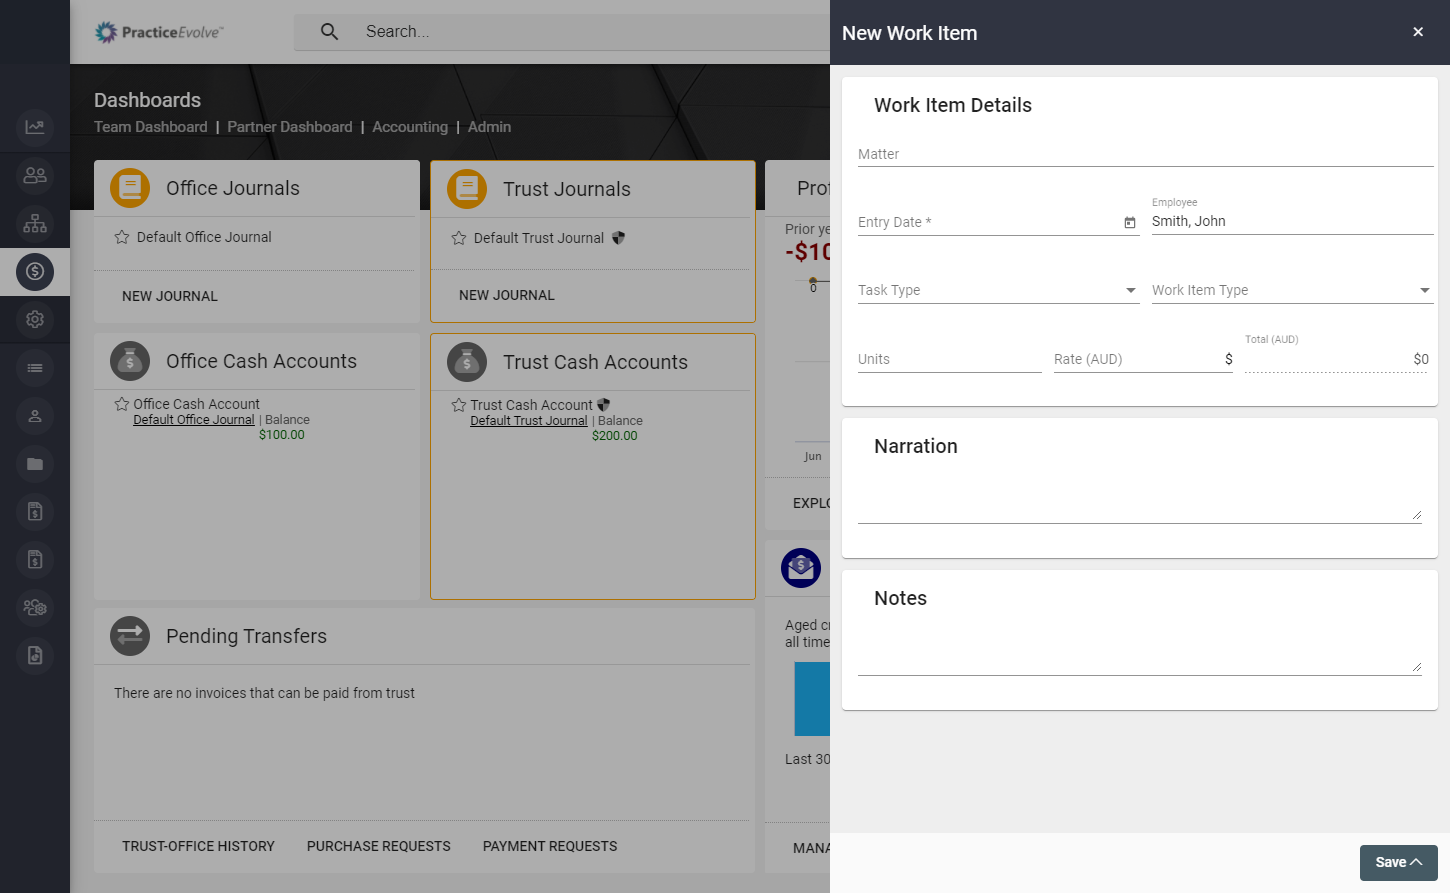 PracticeEvolve™
Search...
Dashboards
Team Dashboard | Partner Dashboard | Accounting | Admin
Office Journals
Default Office Journal
NEW JOURNAL
Trust Journals
Default Trust Journal
NEW JOURNAL
Office Cash Accounts
Office Cash Account
Default Office Journal | Balance
$100.00
Trust Cash Accounts
Trust Cash Account
Default Trust Journal | Balance
$200.00
Pending Transfers
There are no invoices that can be paid from trust
TRUST-OFFICE HISTORY PURCHASE REQUESTS PAYMENT REQUESTS
Prof
Prior ye
-$10
0
Jun
EXPLO
Aged cr
all time
Last 30
MANA
New Work Item
Work Item Details
Matter
Entry Date *
Employee
Smith, John
Task Type
Work Item Type
Units
Rate (AUD) $
Total (AUD)
$0
Narration
Notes
Save